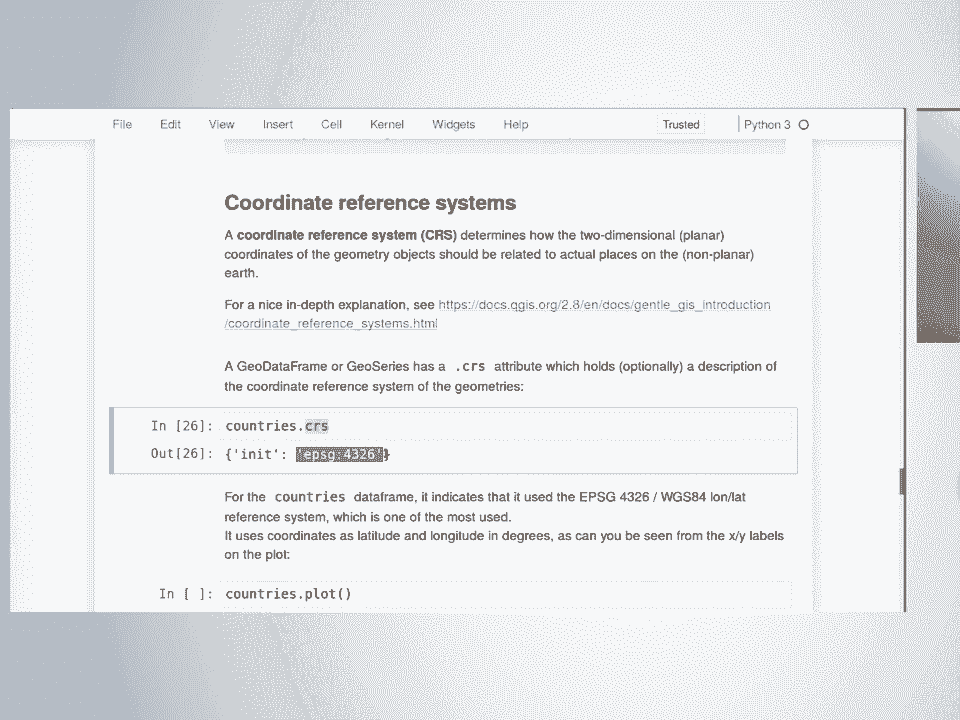 File Edit View Insert Cell Kernel Widgets Help Trusted Python 3
Coordinate reference systems
A coordinate reference system (CRS) determines how the two-dimensional (planar)
coordinates of the geometry objects should be related to actual places on the (non-planar)
earth.
For a nice in-depth explanation, see https://docs.qgis.org/2.8/en/docs/gentle_gis_introduction
/coordinate_reference_systems.html
A GeoDataFrame or GeoSeries has a .crs attribute which holds (optionally) a description of
the coordinate reference system of the geometries:
In [26]: countries.crs
Out[26]: {'init': 'epsg:4326'}
For the countries dataframe, it indicates that it used the EPSG 4326 / WGS84 lon/lat
reference system, which is one of the most used.
It uses coordinates as latitude and longitude in degrees, as can you be seen from the x/y labels
on the plot:
In [ ]: countries.plot()